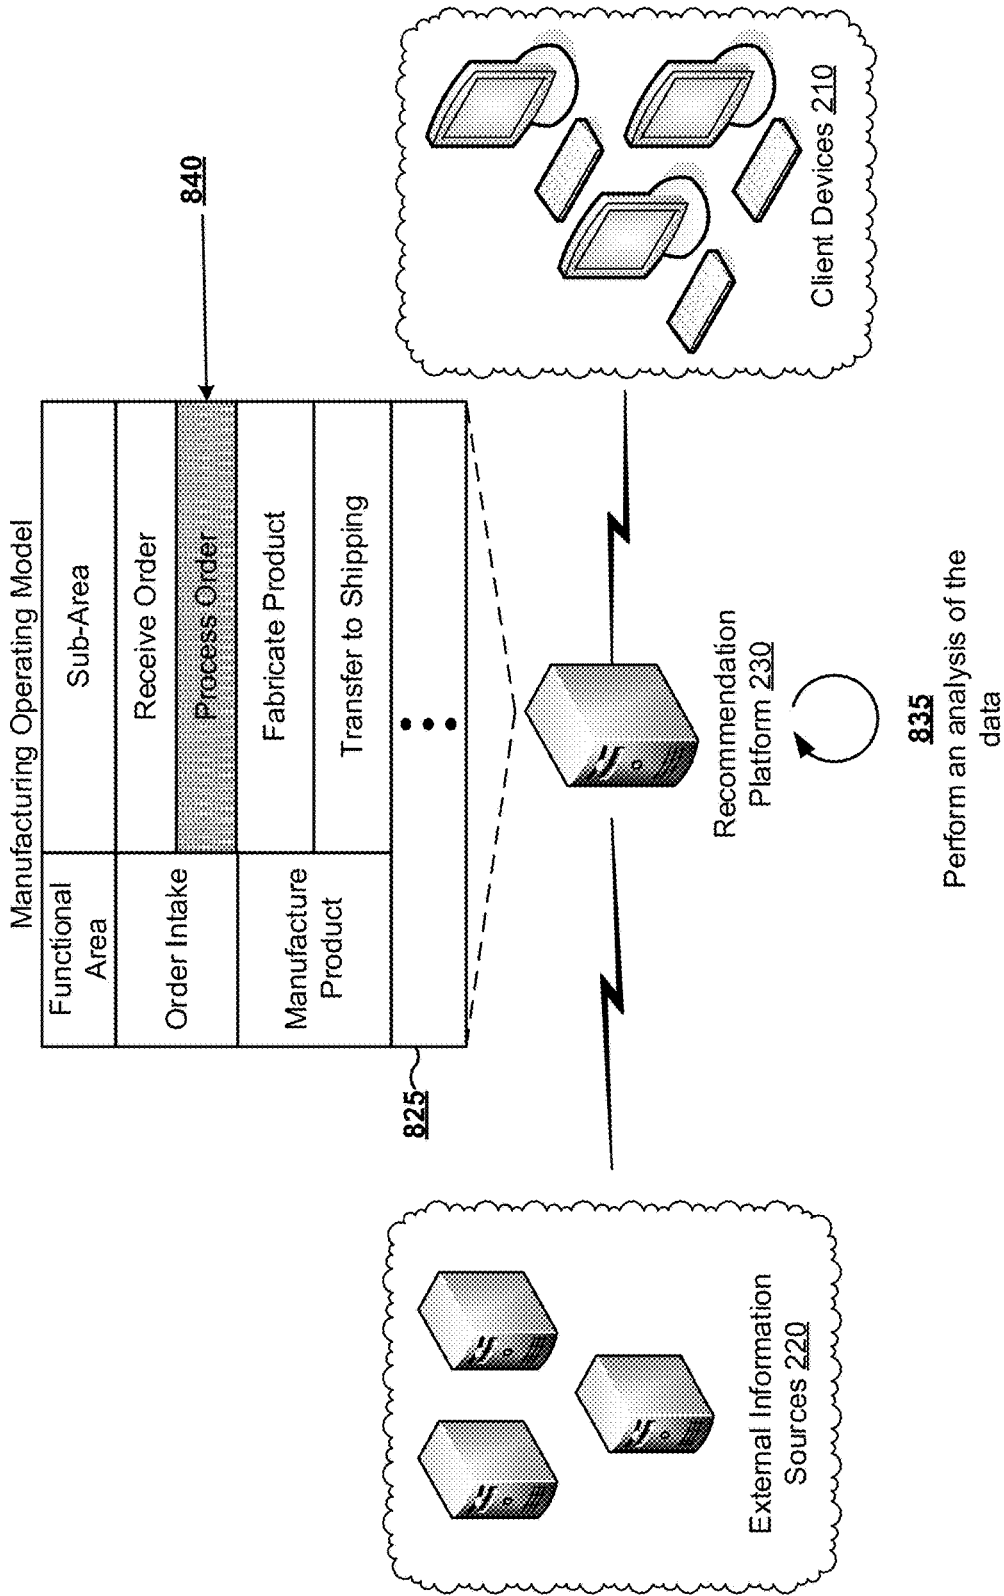 Manufacturing Operating Model
Functional Area
Sub-Area
Order Intake
Receive Order
Process Order
840
Manufacture Product
Fabricate Product
Transfer to Shipping
825
External Information
Sources 220
Recommendation
Platform 230
Client Devices 210
835
Perform an analysis of the
data